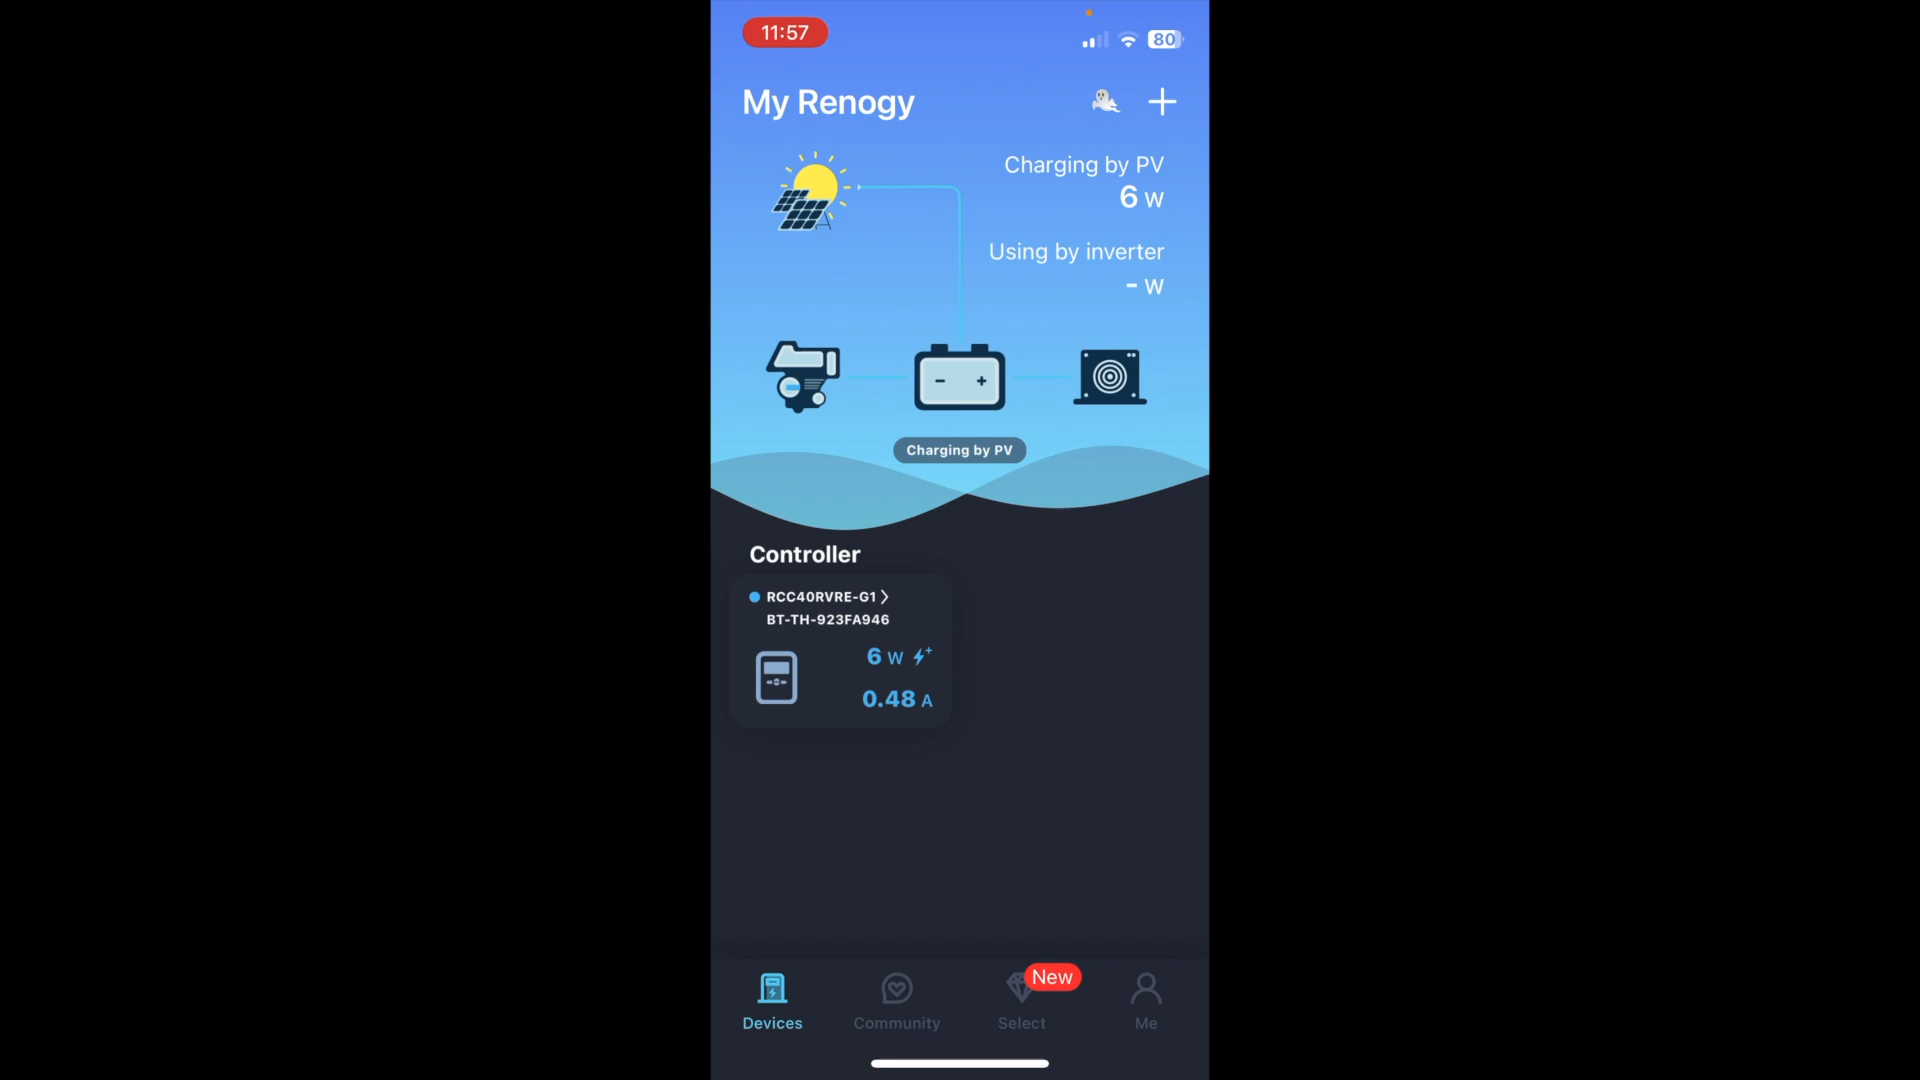 11:57
80
My Renogy
Charging by PV
6 W
Using by inverter
- W
- +
Charging by PV
Controller
RCC40RVRE-G1
BT-TH-923FA946
6 W
0.48 A
New
Devices
Community
Select
Me